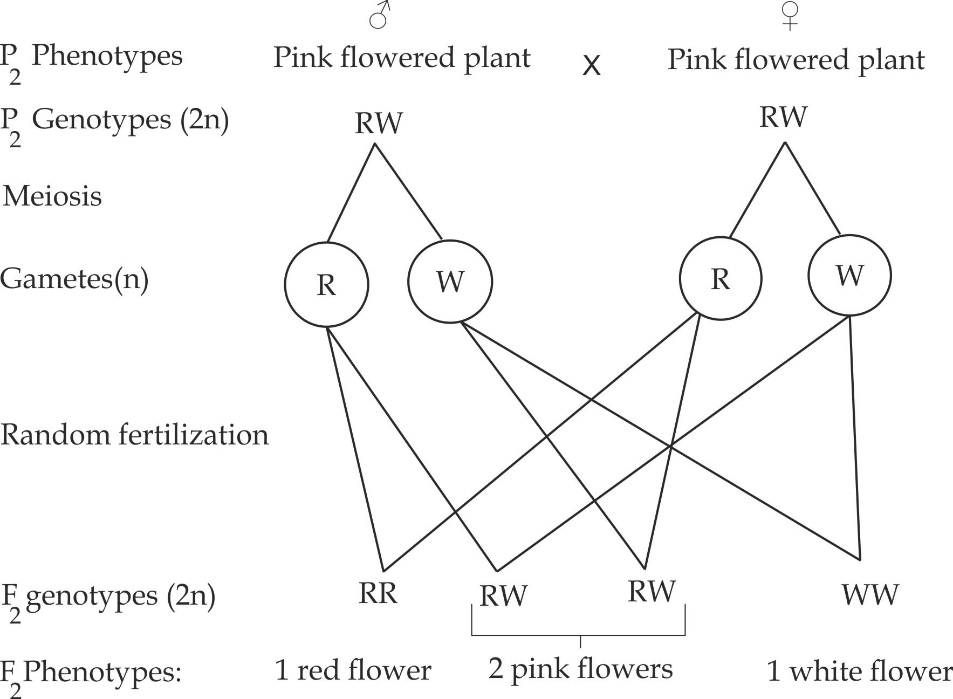 ♂ ♀
P2 Phenotypes Pink flowered plant x Pink flowered plant
P2 Genotypes (2n) RW RW
Meiosis
Gametes(n) R W R W
Random fertilization
F2 genotypes (2n) RR RW RW WW
F2 Phenotypes: 1 red flower 2 pink flowers 1 white flower